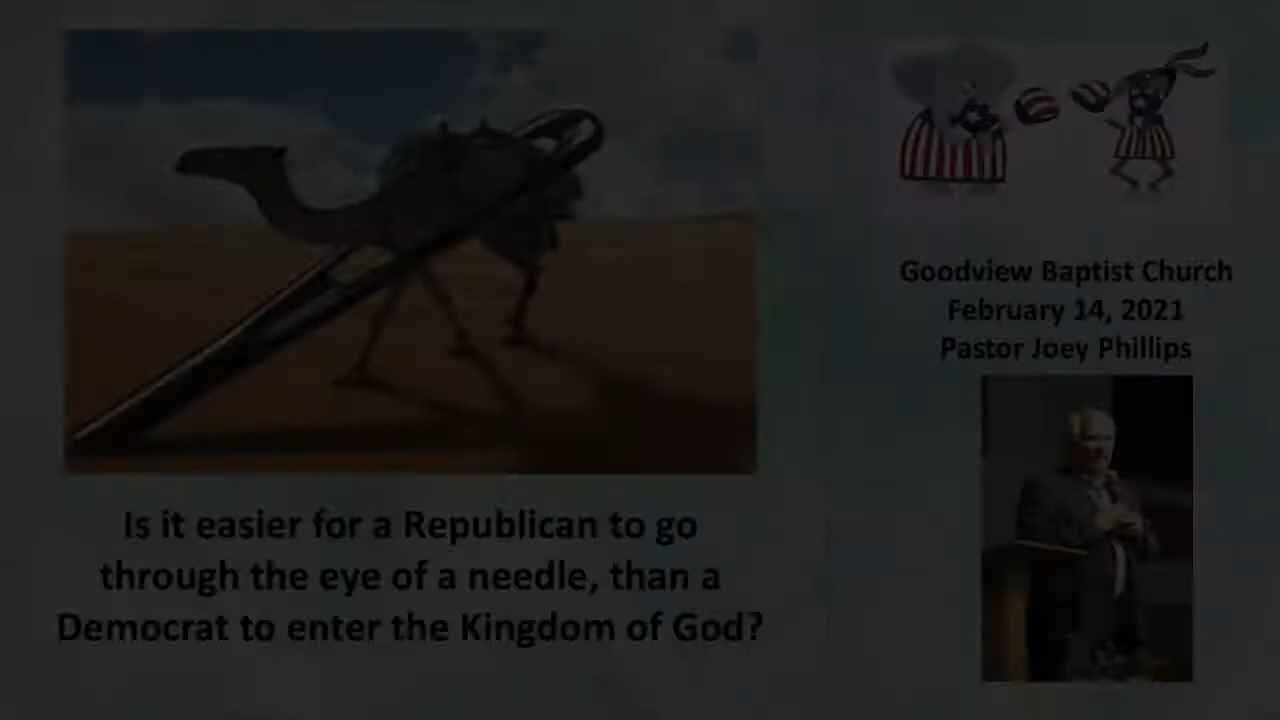 Goodview Baptist Church
February 14, 2021
Pastor Joey Phillips
Is it easier for a Republican to go
through the eye of a needle, than a
Democrat to enter the Kingdom of God?